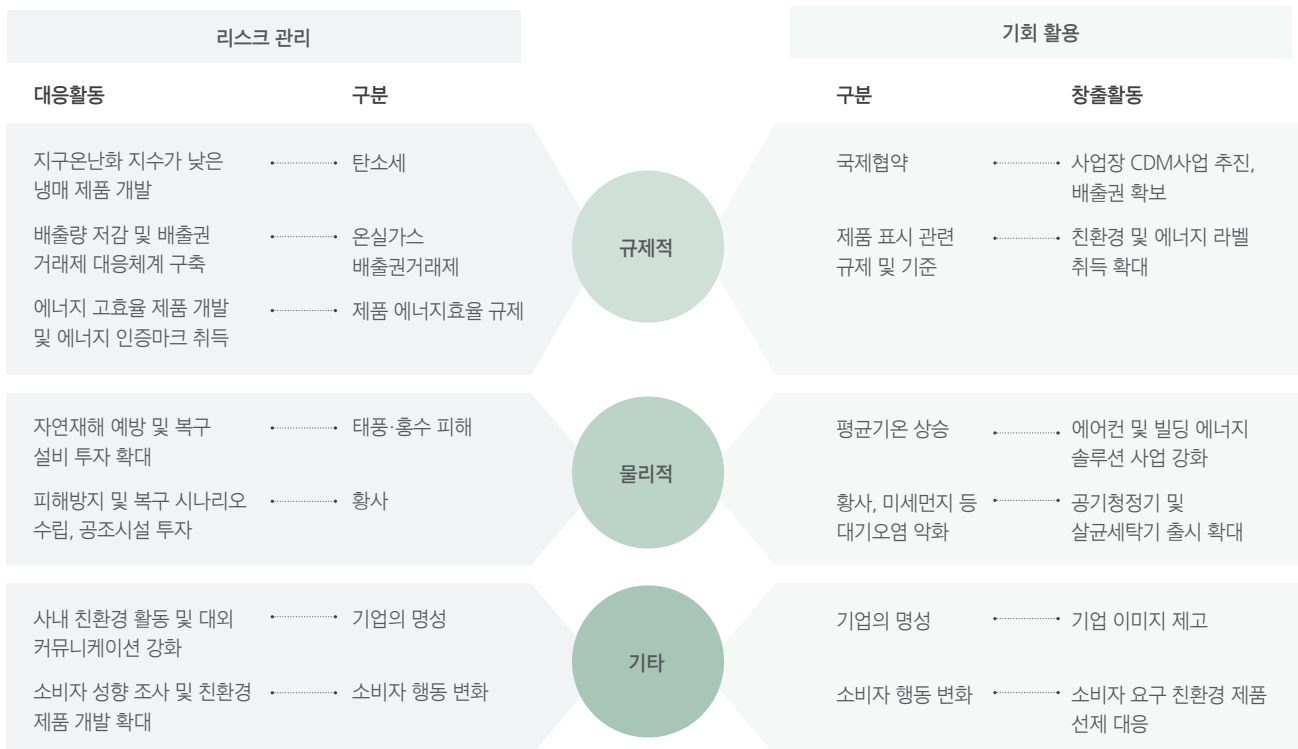 리스크 관리
기회 활용
대응활동
구분
구분
창출활동
지구온난화 지수가 낮은
냉매 제품 개발
탄소세
배출량 저감 및 배출권
거래제 대응체계 구축
온실가스
배출권거래제
에너지 고효율 제품 개발
및 에너지 인증마크 취득
제품 에너지효율 규제
규제적
국제협약
사업장 CDM사업 추진,
배출권 확보
제품 표시 관련
규제 및 기준
친환경 및 에너지 라벨
취득 확대
자연재해 예방 및 복구
설비 투자 확대
태풍·홍수 피해
피해방지 및 복구 시나리오
수립, 공조시설 투자
황사
물리적
평균기온 상승
에어컨 및 빌딩 에너지
솔루션 사업 강화
황사, 미세먼지 등
대기오염 악화
공기청정기 및
살균세탁기 출시 확대
사내 친환경 활동 및 대외
커뮤니케이션 강화
기업의 명성
소비자 성향 조사 및 친환경
제품 개발 확대
소비자 행동 변화
기타
기업의 명성
기업 이미지 제고
소비자 행동 변화
소비자 요구 친환경 제품
선제 대응